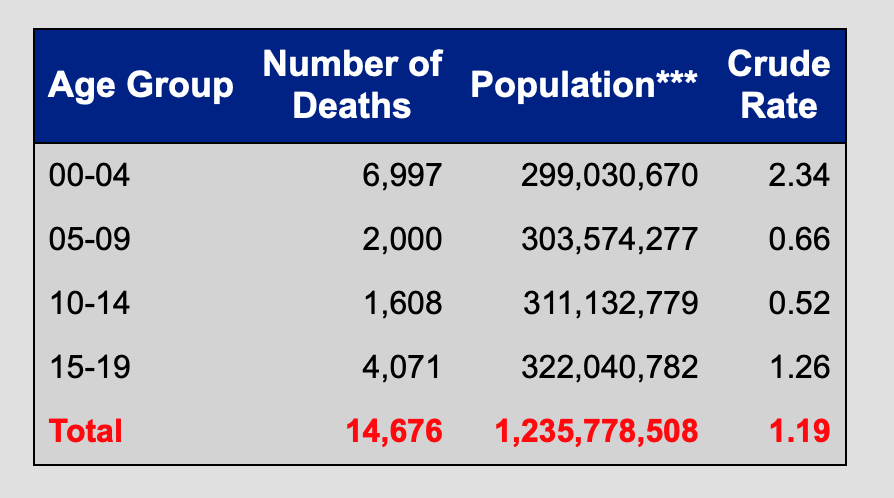 Age Group Number of Deaths Population*** Crude Rate
00-04 6,997 299,030,670 2.34
05-09 2,000 303,574,277 0.66
10-14 1,608 311,132,779 0.52
15-19 4,071 322,040,782 1.26
Total 14,676 1,235,778,508 1.19